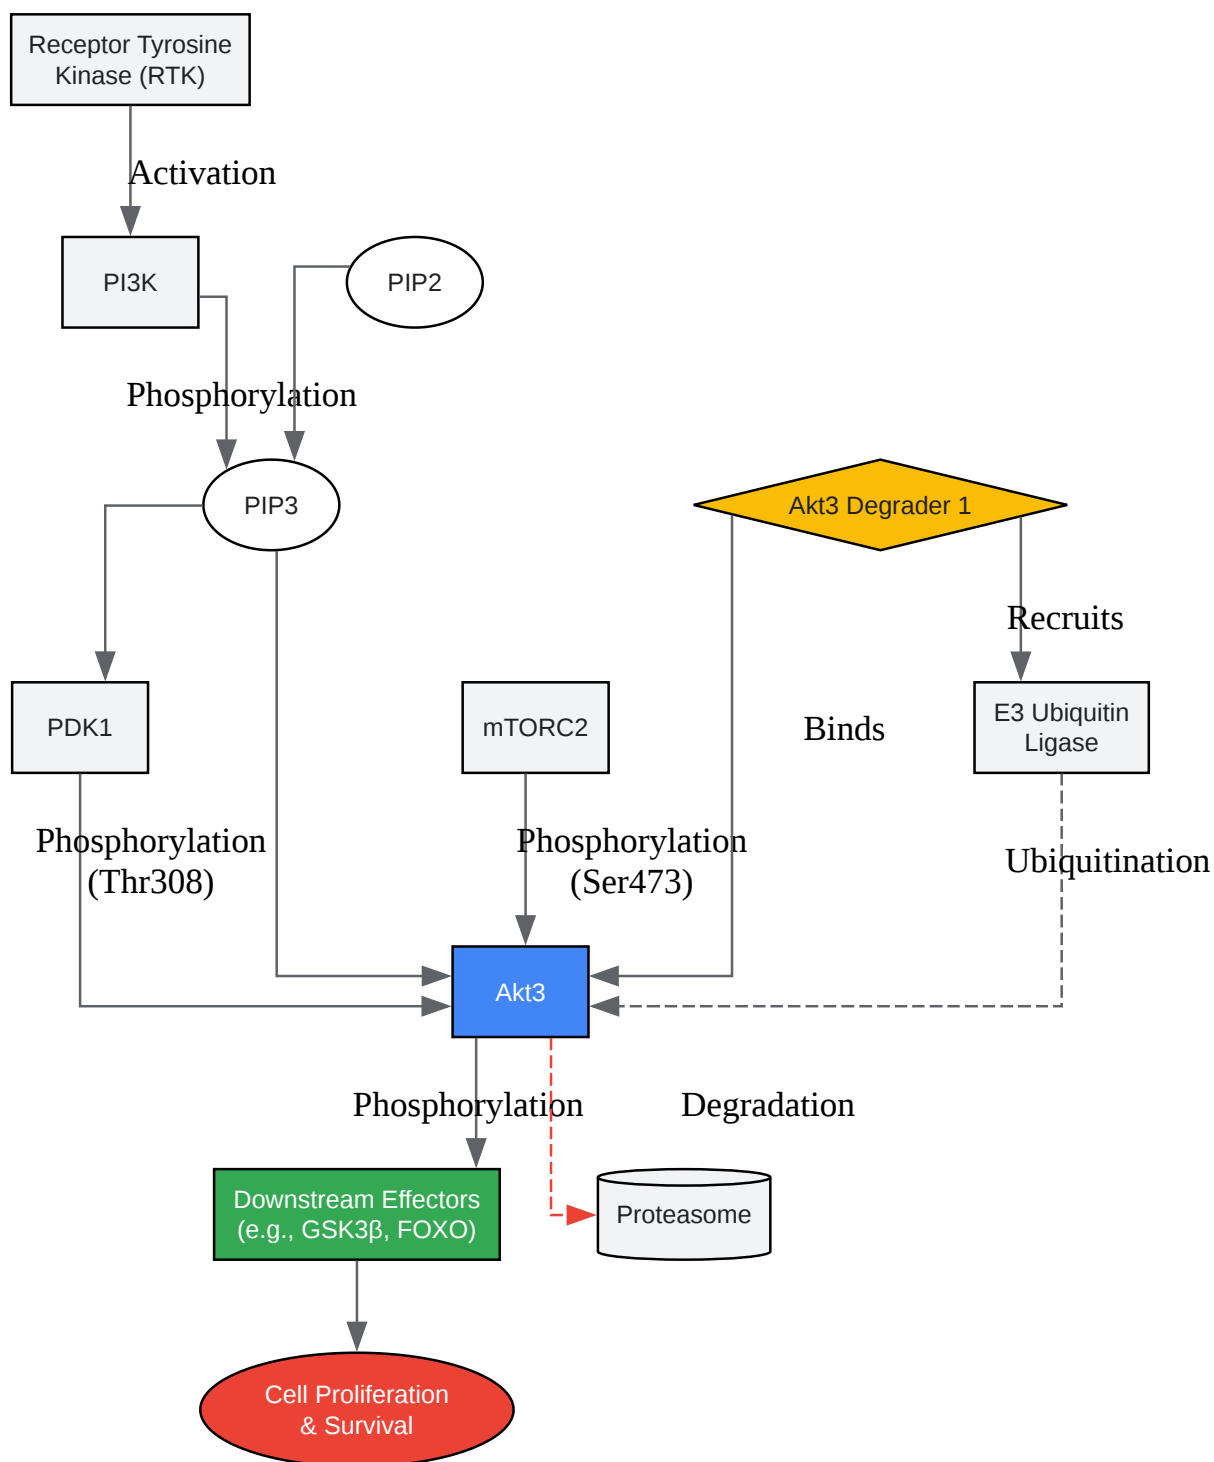 Receptor Tyrosine
Kinase (RTK)
Activation
PI3K
PIP2
Phosphorylation
PIP3
Akt3 Degrader 1
Recruits
PDK1
mTORC2
Binds
E3 Ubiquitin
Ligase
Phosphorylation
(Thr308)
Phosphorylation
(Ser473)
Ubiquitination
Akt3
Phosphorylation
Degradation
Downstream Effectors
(e.g., GSK3β, FOXO)
Proteasome
Cell Proliferation
& Survival